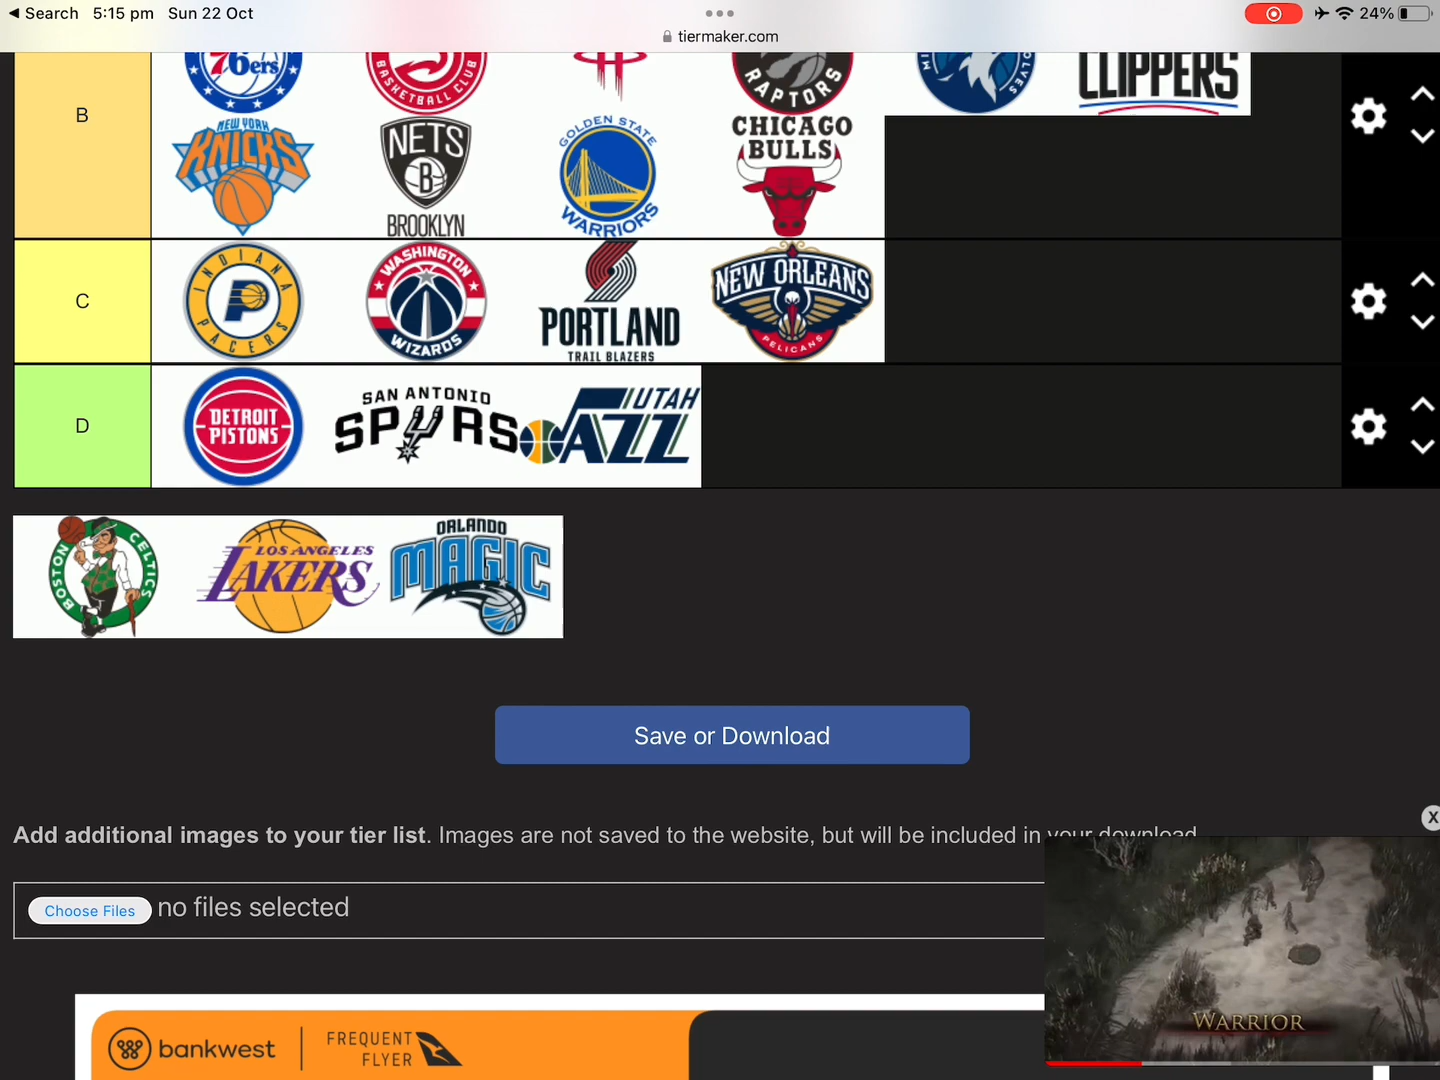 Search 5:15 pm Sun 22 Oct
24%
tiermaker.com
B
76ers
BASKETBALL CLUB
RAPTORS
CLIPPERS
NEW YORK
KNICKS
NETS
B
BROOKLYN
GOLDEN STATE
WARRIORS
CHICAGO
BULLS
C
INDIANA
PACERS
WASHINGTON
WIZARDS
PORTLAND
TRAIL BLAZERS
NEW ORLEANS
PELICANS
D
DETROIT
PISTONS
SAN ANTONIO
SPURS
UTAH
JAZZ
BOSTON
CELTICS
LOS ANGELES
LAKERS
ORLANDO
MAGIC
Save or Download
Add additional images to your tier list. Images are not saved to the website, but will be included in your download
X
Choose Files no files selected
WARRIOR
bankwest
FREQUENT
FLYER